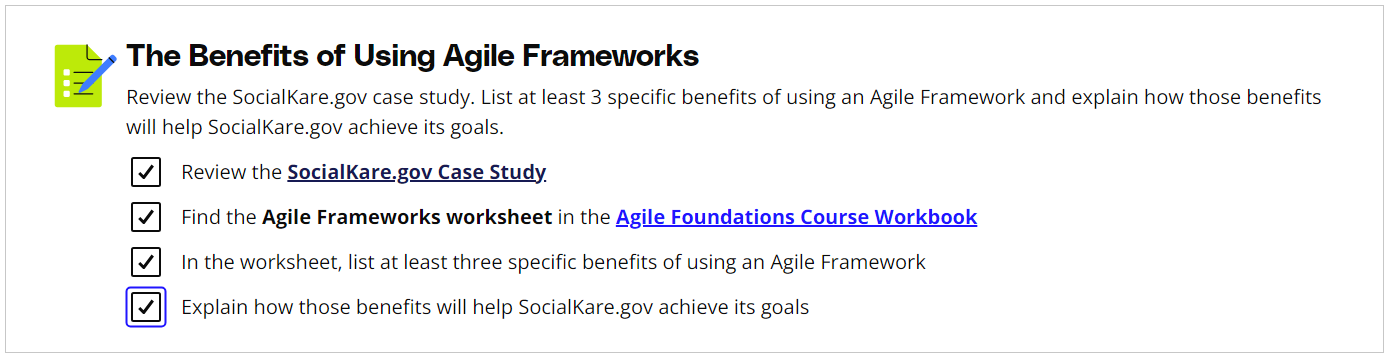 The Benefits of Using Agile Frameworks
Review the SocialKare.gov case study. List at least 3 specific benefits of using an Agile Framework and explain how those benefits
will help SocialKare.gov achieve its goals.
Review the SocialKare.gov Case Study
Find the Agile Frameworks worksheet in the Agile Foundations Course Workbook
In the worksheet, list at least three specific benefits of using an Agile Framework
Explain how those benefits will help SocialKare.gov achieve its goals